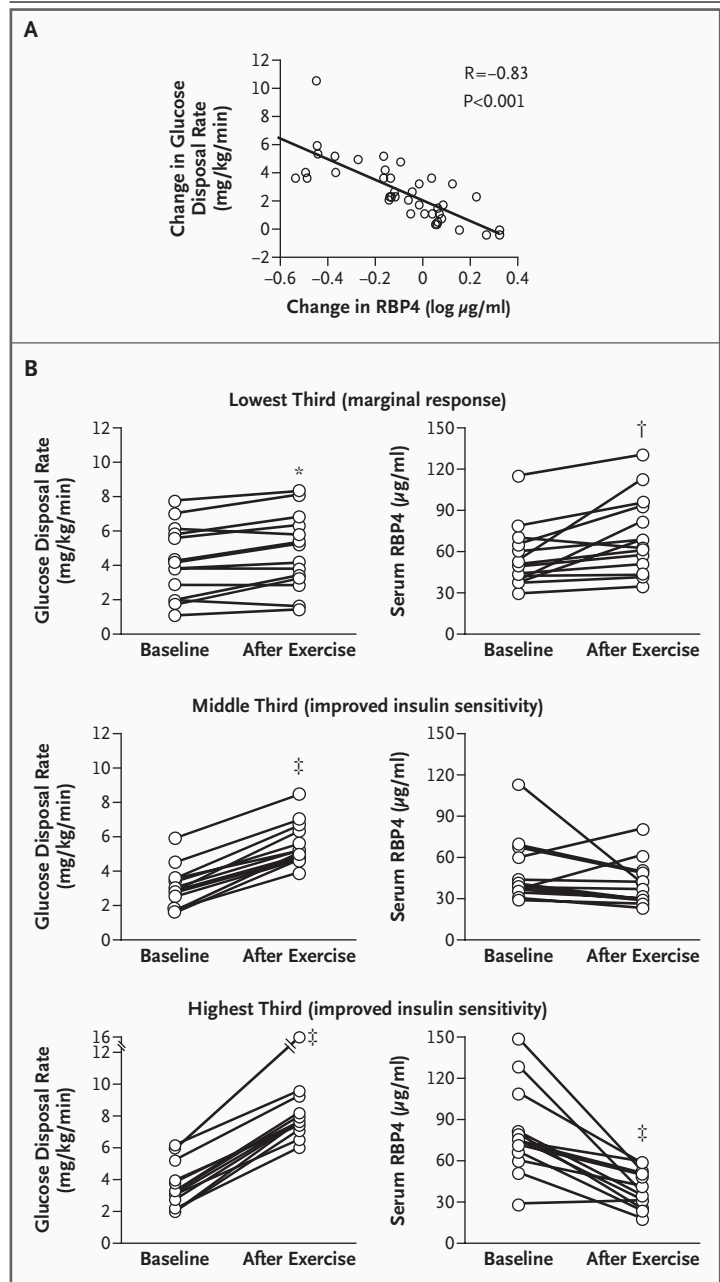 A
Change in Glucose
Disposal Rate
(mg/kg/min)
12
10
8
6
4
2
0
−2
R=−0.83
P<0.001
−0.6
−0.4
−0.2
0
0.2
0.4
Change in RBP4 (log µg/ml)
B
Lowest Third (marginal response)
Glucose Disposal Rate
(mg/kg/min)
12
10
8
6
4
2
0
*
Baseline
After Exercise
Serum RBP4 (µg/ml)
150
120
90
60
30
0
†
Baseline
After Exercise
Middle Third (improved insulin sensitivity)
Glucose Disposal Rate
(mg/kg/min)
12
10
8
6
4
2
0
‡
Baseline
After Exercise
Serum RBP4 (µg/ml)
150
120
90
60
30
0
Baseline
After Exercise
Highest Third (improved insulin sensitivity)
Glucose Disposal Rate
(mg/kg/min)
16
12
10
8
6
4
2
0
‡
Baseline
After Exercise
Serum RBP4 (µg/ml)
150
120
90
60
30
0
‡
Baseline
After Exercise